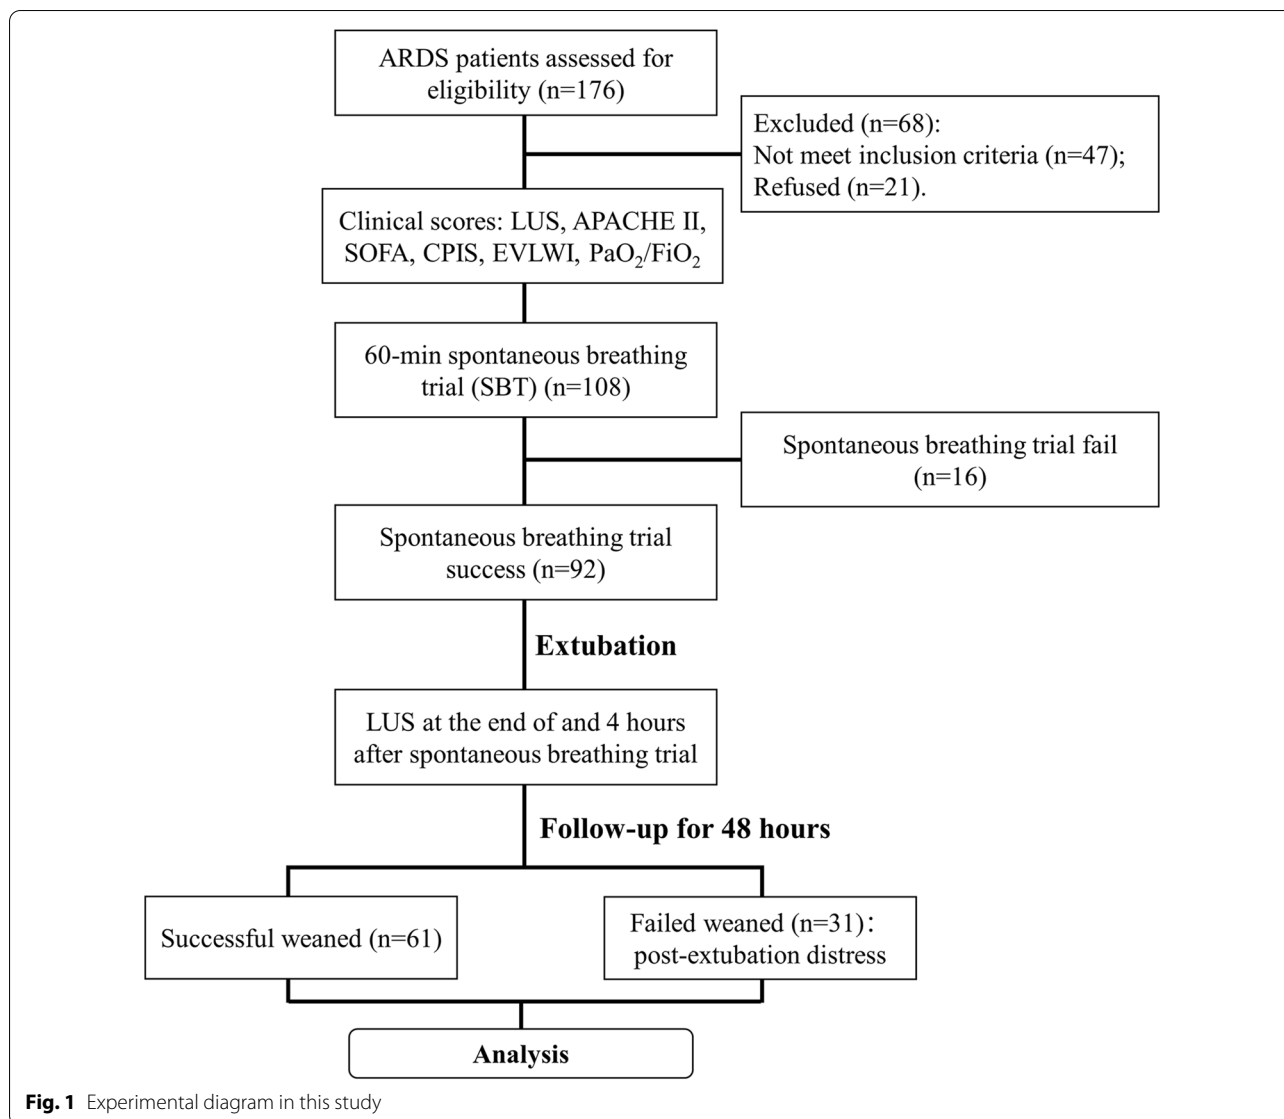 ARDS patients assessed for
eligibility (n=176)
Excluded (n=68):
Not meet inclusion criteria (n=47);
Refused (n=21).
Clinical scores: LUS, APACHE II,
SOFA, CPIS, EVLWI, PaO₂/FiO₂
60-min spontaneous breathing
trial (SBT) (n=108)
Spontaneous breathing trial fail
(n=16)
Spontaneous breathing trial
success (n=92)
Extubation
LUS at the end of and 4 hours
after spontaneous breathing trial
Follow-up for 48 hours
Successful weaned (n=61)
Failed weaned (n=31):
post-extubation distress
Analysis
Fig. 1 Experimental diagram in this study